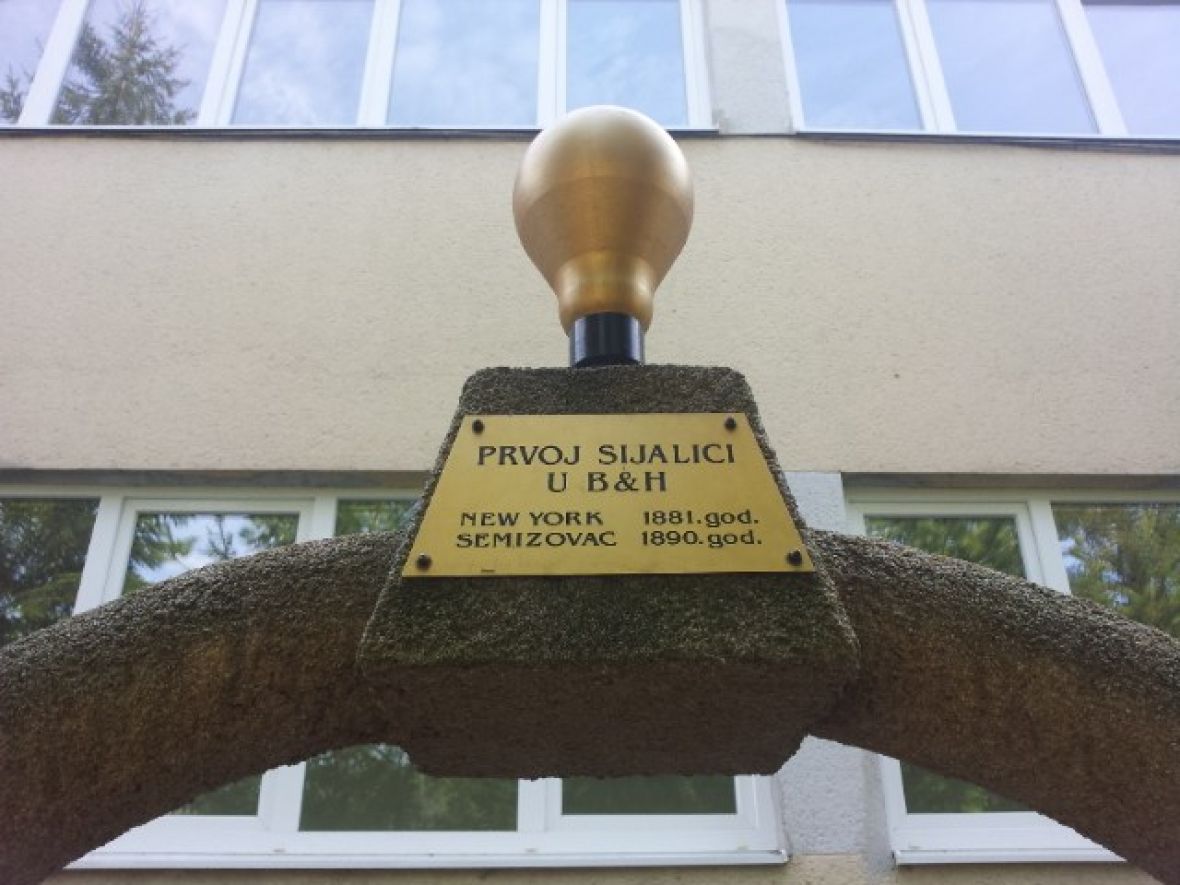 PRVOJ SIJALICI
U B&H
NEW YORK 1881.god.
SEMIZOVAC 1890.god.